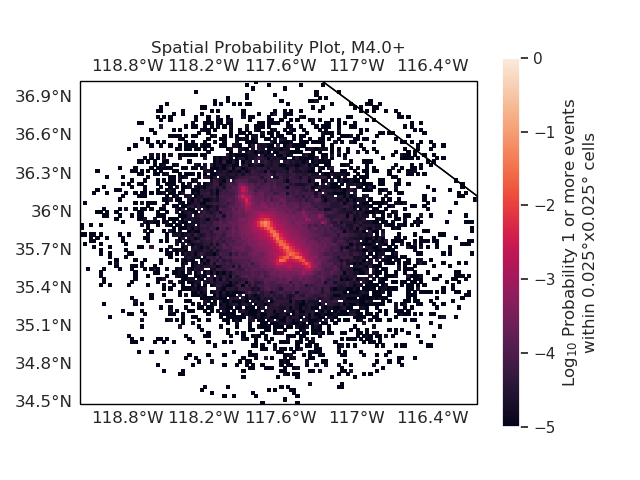 Spatial Probability Plot, M4.0+
118.8°W 118.2°W 117.6°W 117°W 116.4°W
36.9°N
36.6°N
36.3°N
36°N
35.7°N
35.4°N
35.1°N
34.8°N
34.5°N
118.8°W 118.2°W 117.6°W 117°W 116.4°W
0
−1
−2
−3
−4
−5
Log₁₀ Probability 1 or more events
within 0.025°x0.025° cells